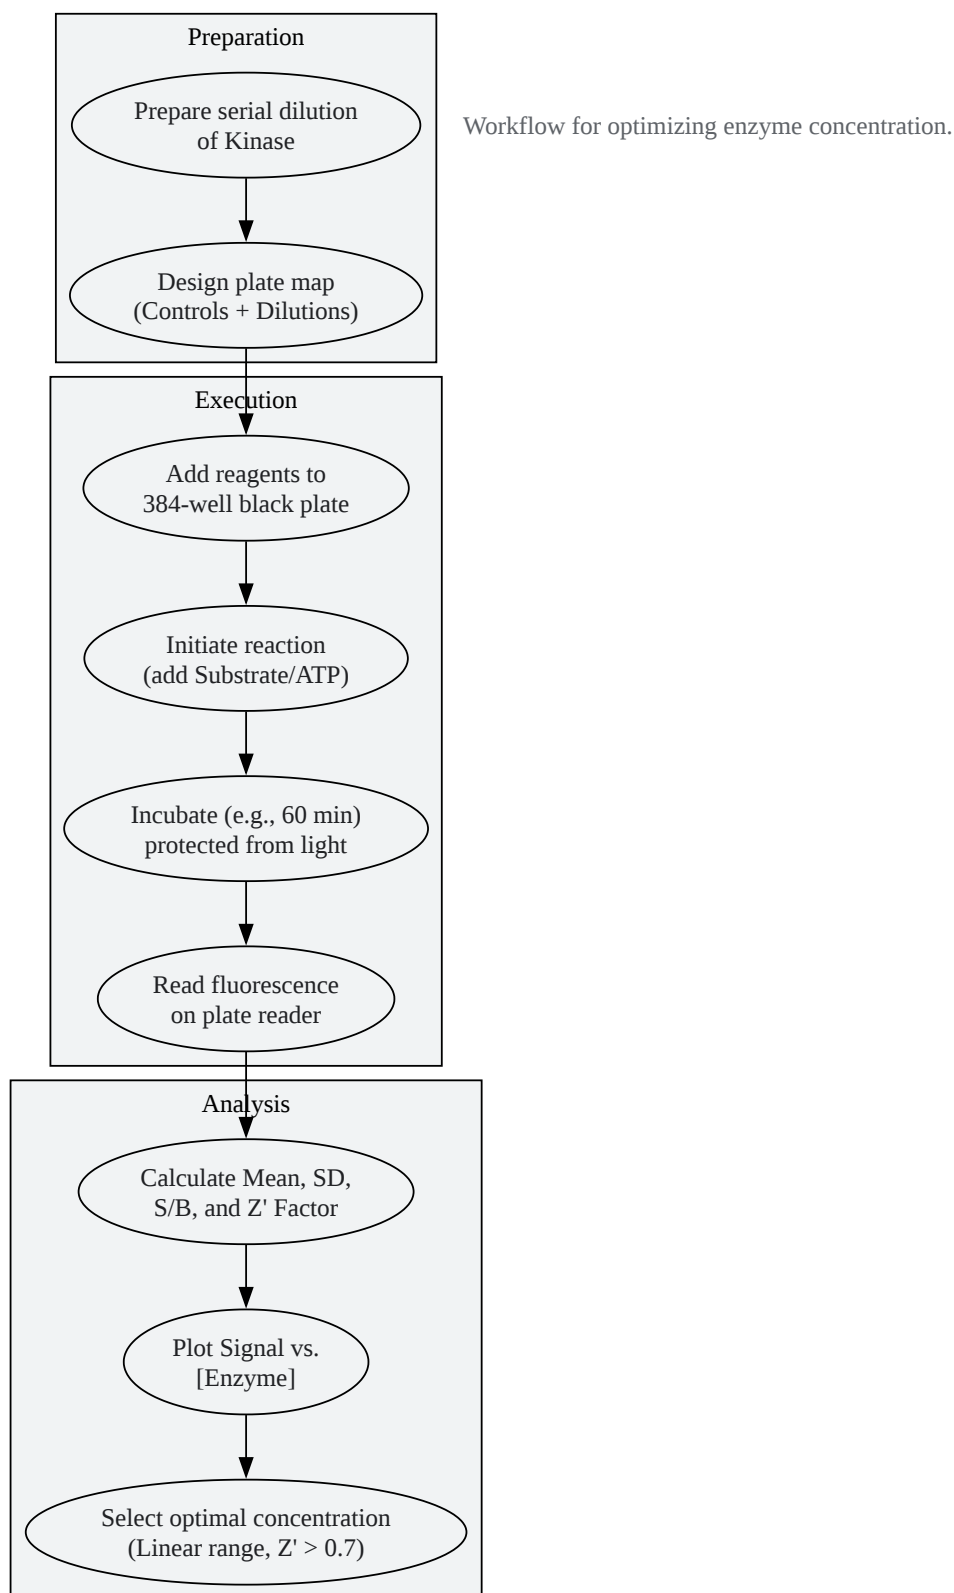 Preparation
Prepare serial dilution
of Kinase
Workflow for optimizing enzyme concentration.
Design plate map
(Controls + Dilutions)
Execution
Add reagents to
384-well black plate
Initiate reaction
(add Substrate/ATP)
Incubate (e.g., 60 min)
protected from light
Read fluorescence
on plate reader
Analysis
Calculate Mean, SD,
S/B, and Z' Factor
Plot Signal vs.
[Enzyme]
Select optimal concentration
(Linear range, Z' > 0.7)